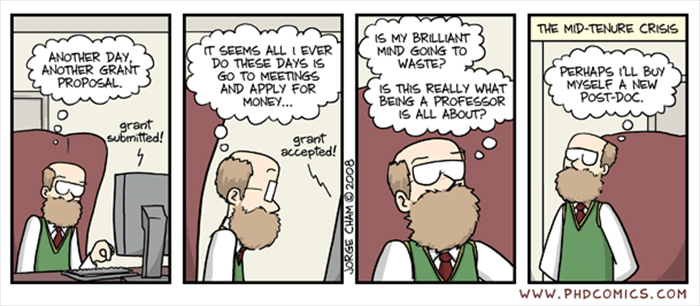 ANOTHER DAY,
ANOTHER GRANT
PROPOSAL.
grant
submitted!
IT SEEMS ALL I EVER
DO THESE DAYS IS
GO TO MEETINGS
AND APPLY FOR
MONEY...
grant
accepted!
JORGE CHAM © 2008
IS MY BRILLIANT
MIND GOING TO
WASTE?
IS THIS REALLY WHAT
BEING A PROFESSOR
IS ALL ABOUT?
THE MID-TENURE CRISIS
PERHAPS I'LL BUY
MYSELF A NEW
POST-DOC.
WWW.PHDCOMICS.COM